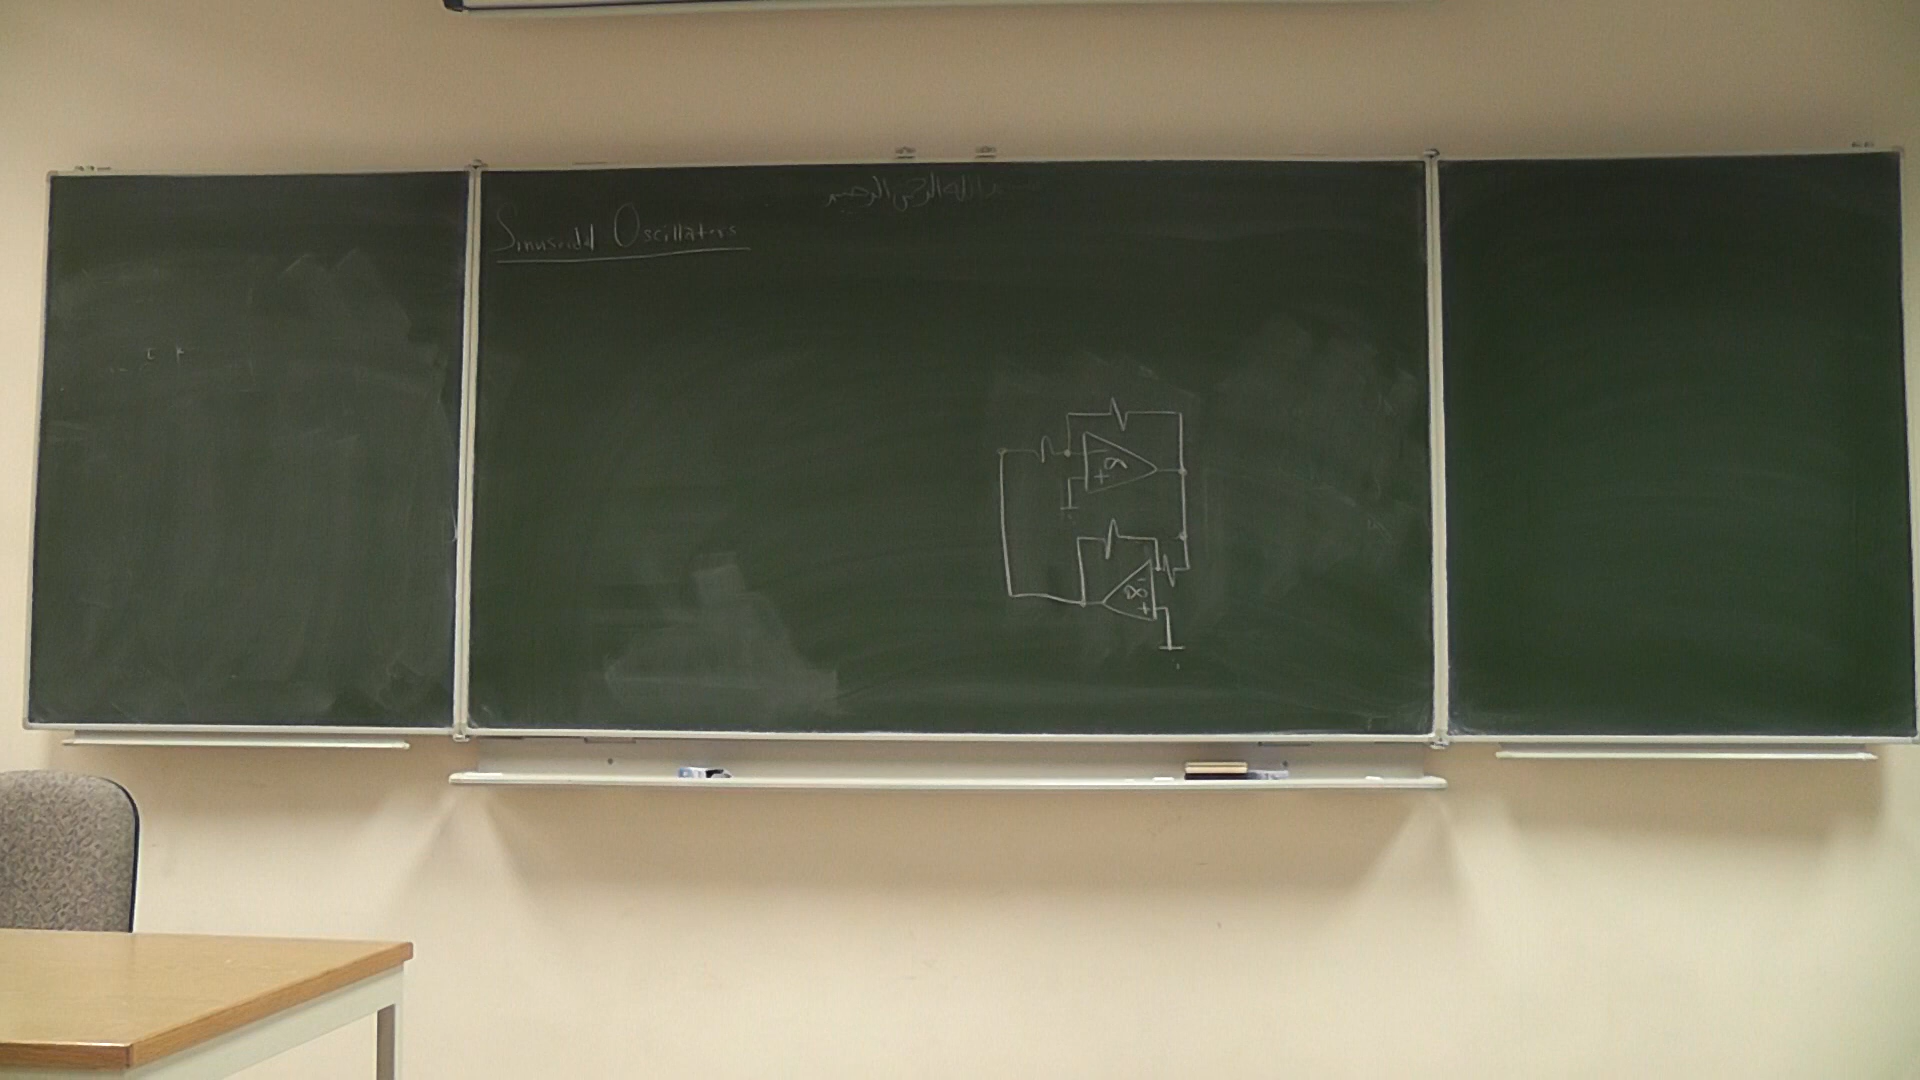 بسم الله الرحمن الرحيم
Sinusoidal Oscillators
a
- +
∞
- +